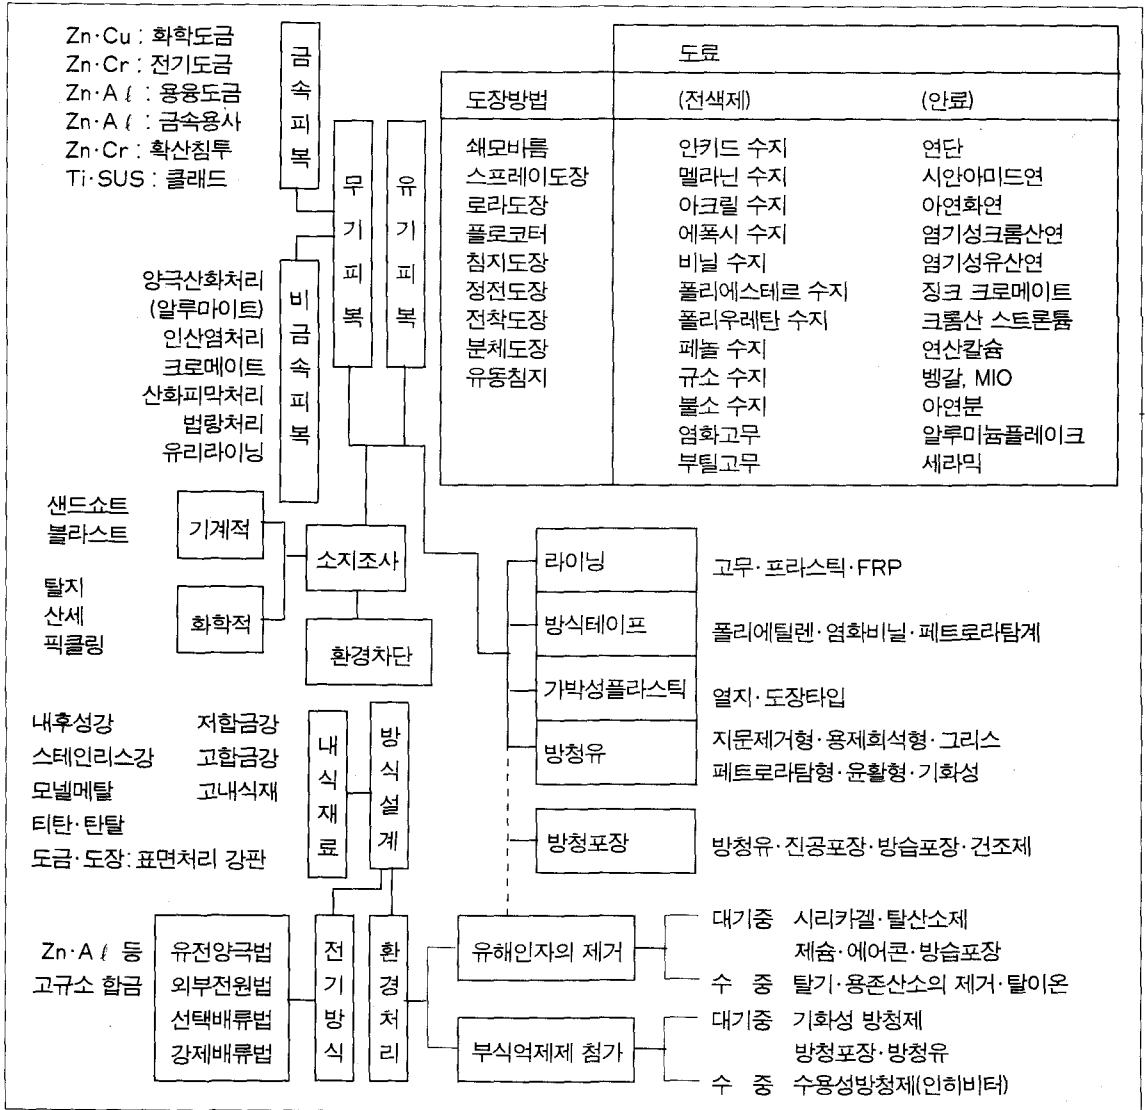 Zn·Cu : 화학도금
Zn·Cr : 전기도금
Zn·Aℓ : 용융도금
Zn·Aℓ : 금속용사
Zn·Cr : 확산침투
Ti·SUS : 클래드
금속피복
무기피복
유기피복
양극산화처리
(알루마이트)
인산염처리
크로메이트
산화피막처리
법랑처리
유리라이닝
비금속피복
도료
도장방법 (전색제) (안료)
쇄모바름 안키드 수지 연단
스프레이도장 멜라닌 수지 시안아미드연
로라도장 아크릴 수지 아연화연
플로코터 에폭시 수지 염기성크롬산연
침지도장 비닐 수지 염기성유산연
정전도장 폴리에스테르 수지 징크 크로메이트
전착도장 폴리우레탄 수지 크롬산 스트론튬
분체도장 페놀 수지 연산칼슘
유동침지 규소 수지 벵갈, MIO
불소 수지 아연분
염화고무 알루미늄플레이크
부틸고무 세라믹
샌드쇼트
볼라스트
기계적
탈지
산세
픽클링
화학적
소지조사
환경차단
라이닝 고무·프라스틱·FRP
방식테이프 폴리에틸렌·염화비닐·페트로라탐계
가박성플라스틱 열지·도장타입
방청유 지문제거형·용제희석형·그리스
페트로라탐형·윤활형·기화성
방청포장 방청유·진공포장·방습포장·건조제
내후성강 저합금강
스테인리스강 고합금강
모넬메탈 고내식재
티탄·탄탈
도금·도장:표면처리 강판
내식재료
방식설계
Zn·Aℓ 등
고규소 합금
유전양극법
외부전원법
선택배류법
강제배류법
전기방식
환경처리
유해인자의 제거
대기중 시리카겔·탈산소제
제습·에어콘·방습포장
수 중 탈기·용존산소의 제거·탈이온
부식억제제 첨가
대기중 기화성 방청제
방청포장·방청유
수 중 수용성방청제(인히비터)